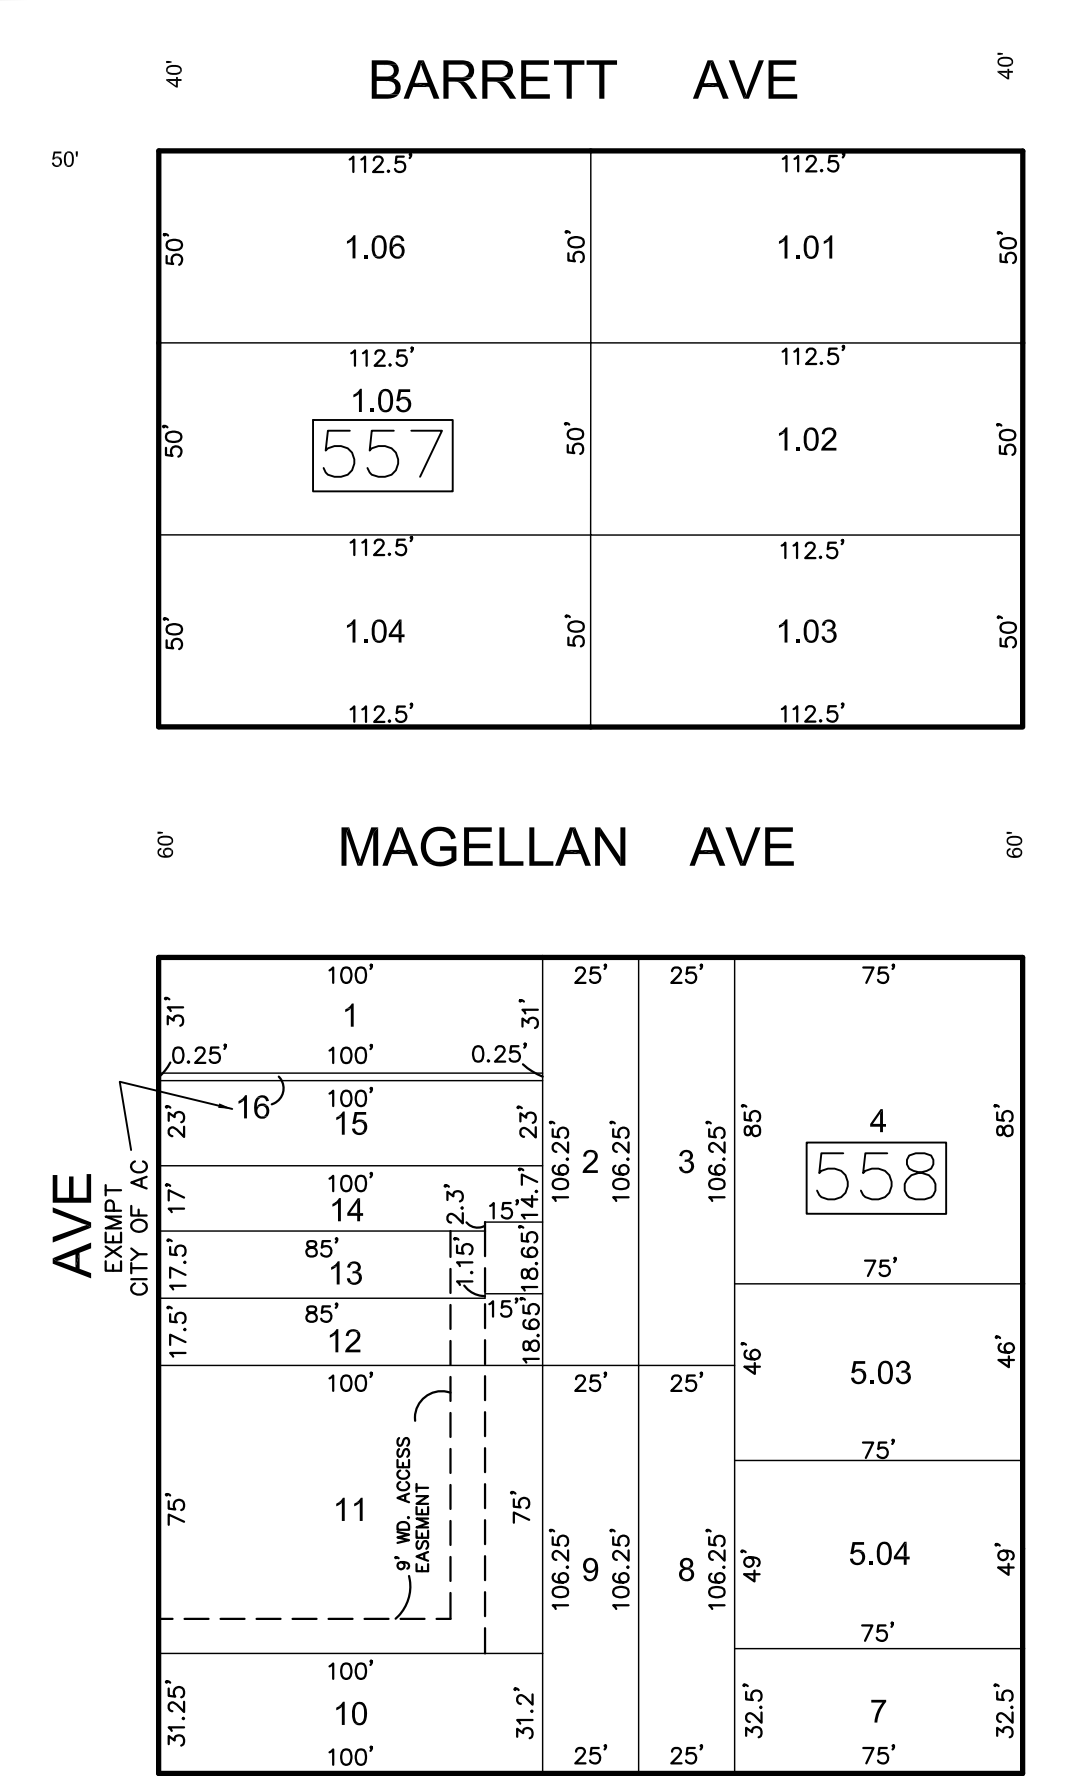 40'
BARRETT AVE
40'
50'
112.5' 112.5'
50' 1.06 50' 1.01 50'
112.5' 112.5'
1.05
50' 557 50' 1.02 50'
112.5' 112.5'
50' 1.04 50' 1.03 50'
112.5' 112.5'
60'
MAGELLAN AVE
60'
100' 25' 25' 75'
31' 1 31'
0.25' 100' 0.25'
16
100'
23' 15 23'
85' 4 85'
558
106.25' 2 106.25' 3 106.25'
AVE
EXEMPT
CITY OF AC
100'
17' 14 2.3' 15' 14.7'
85'
17.5' 13 1.15' 18.65'
75'
85' 15'
17.5' 12 18.65'
46' 5.03 46'
100' 25' 25'
75'
75' 11 75'
9' WD. ACCESS
EASEMENT
106.25' 9 106.25' 8 106.25'
49' 5.04 49'
75'
100'
31.25' 10 31.2'
32.5' 7 32.5'
100' 25' 25' 75'